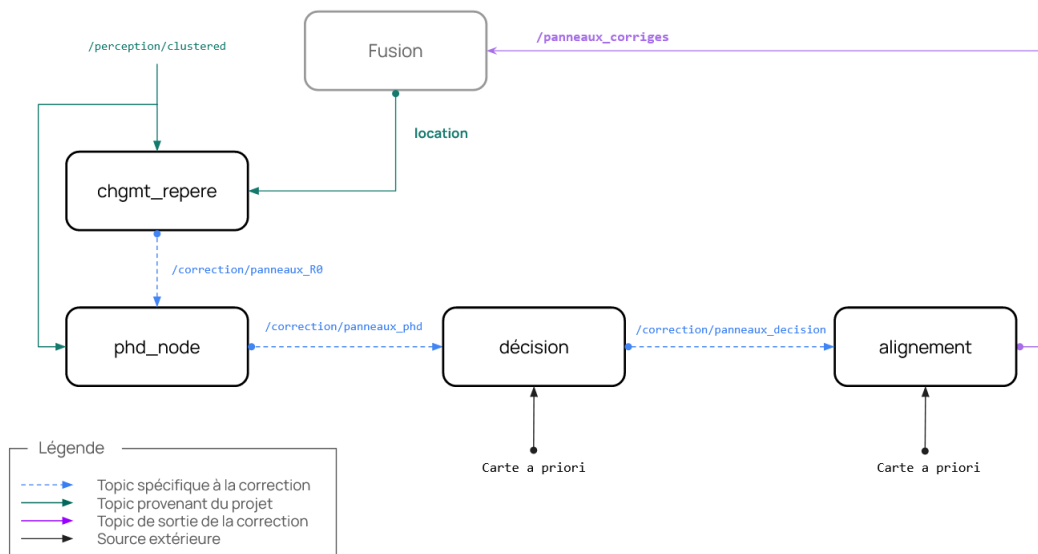 /panneaux_corriges
/perception/clustered
Fusion
location
chgmt_repere
/correction/panneaux_R0
/correction/panneaux_phd
/correction/panneaux_decision
phd_node
décision
alignement
Carte a priori
Carte a priori
Légende
Topic spécifique à la correction
Topic provenant du projet
Topic de sortie de la correction
Source extérieure